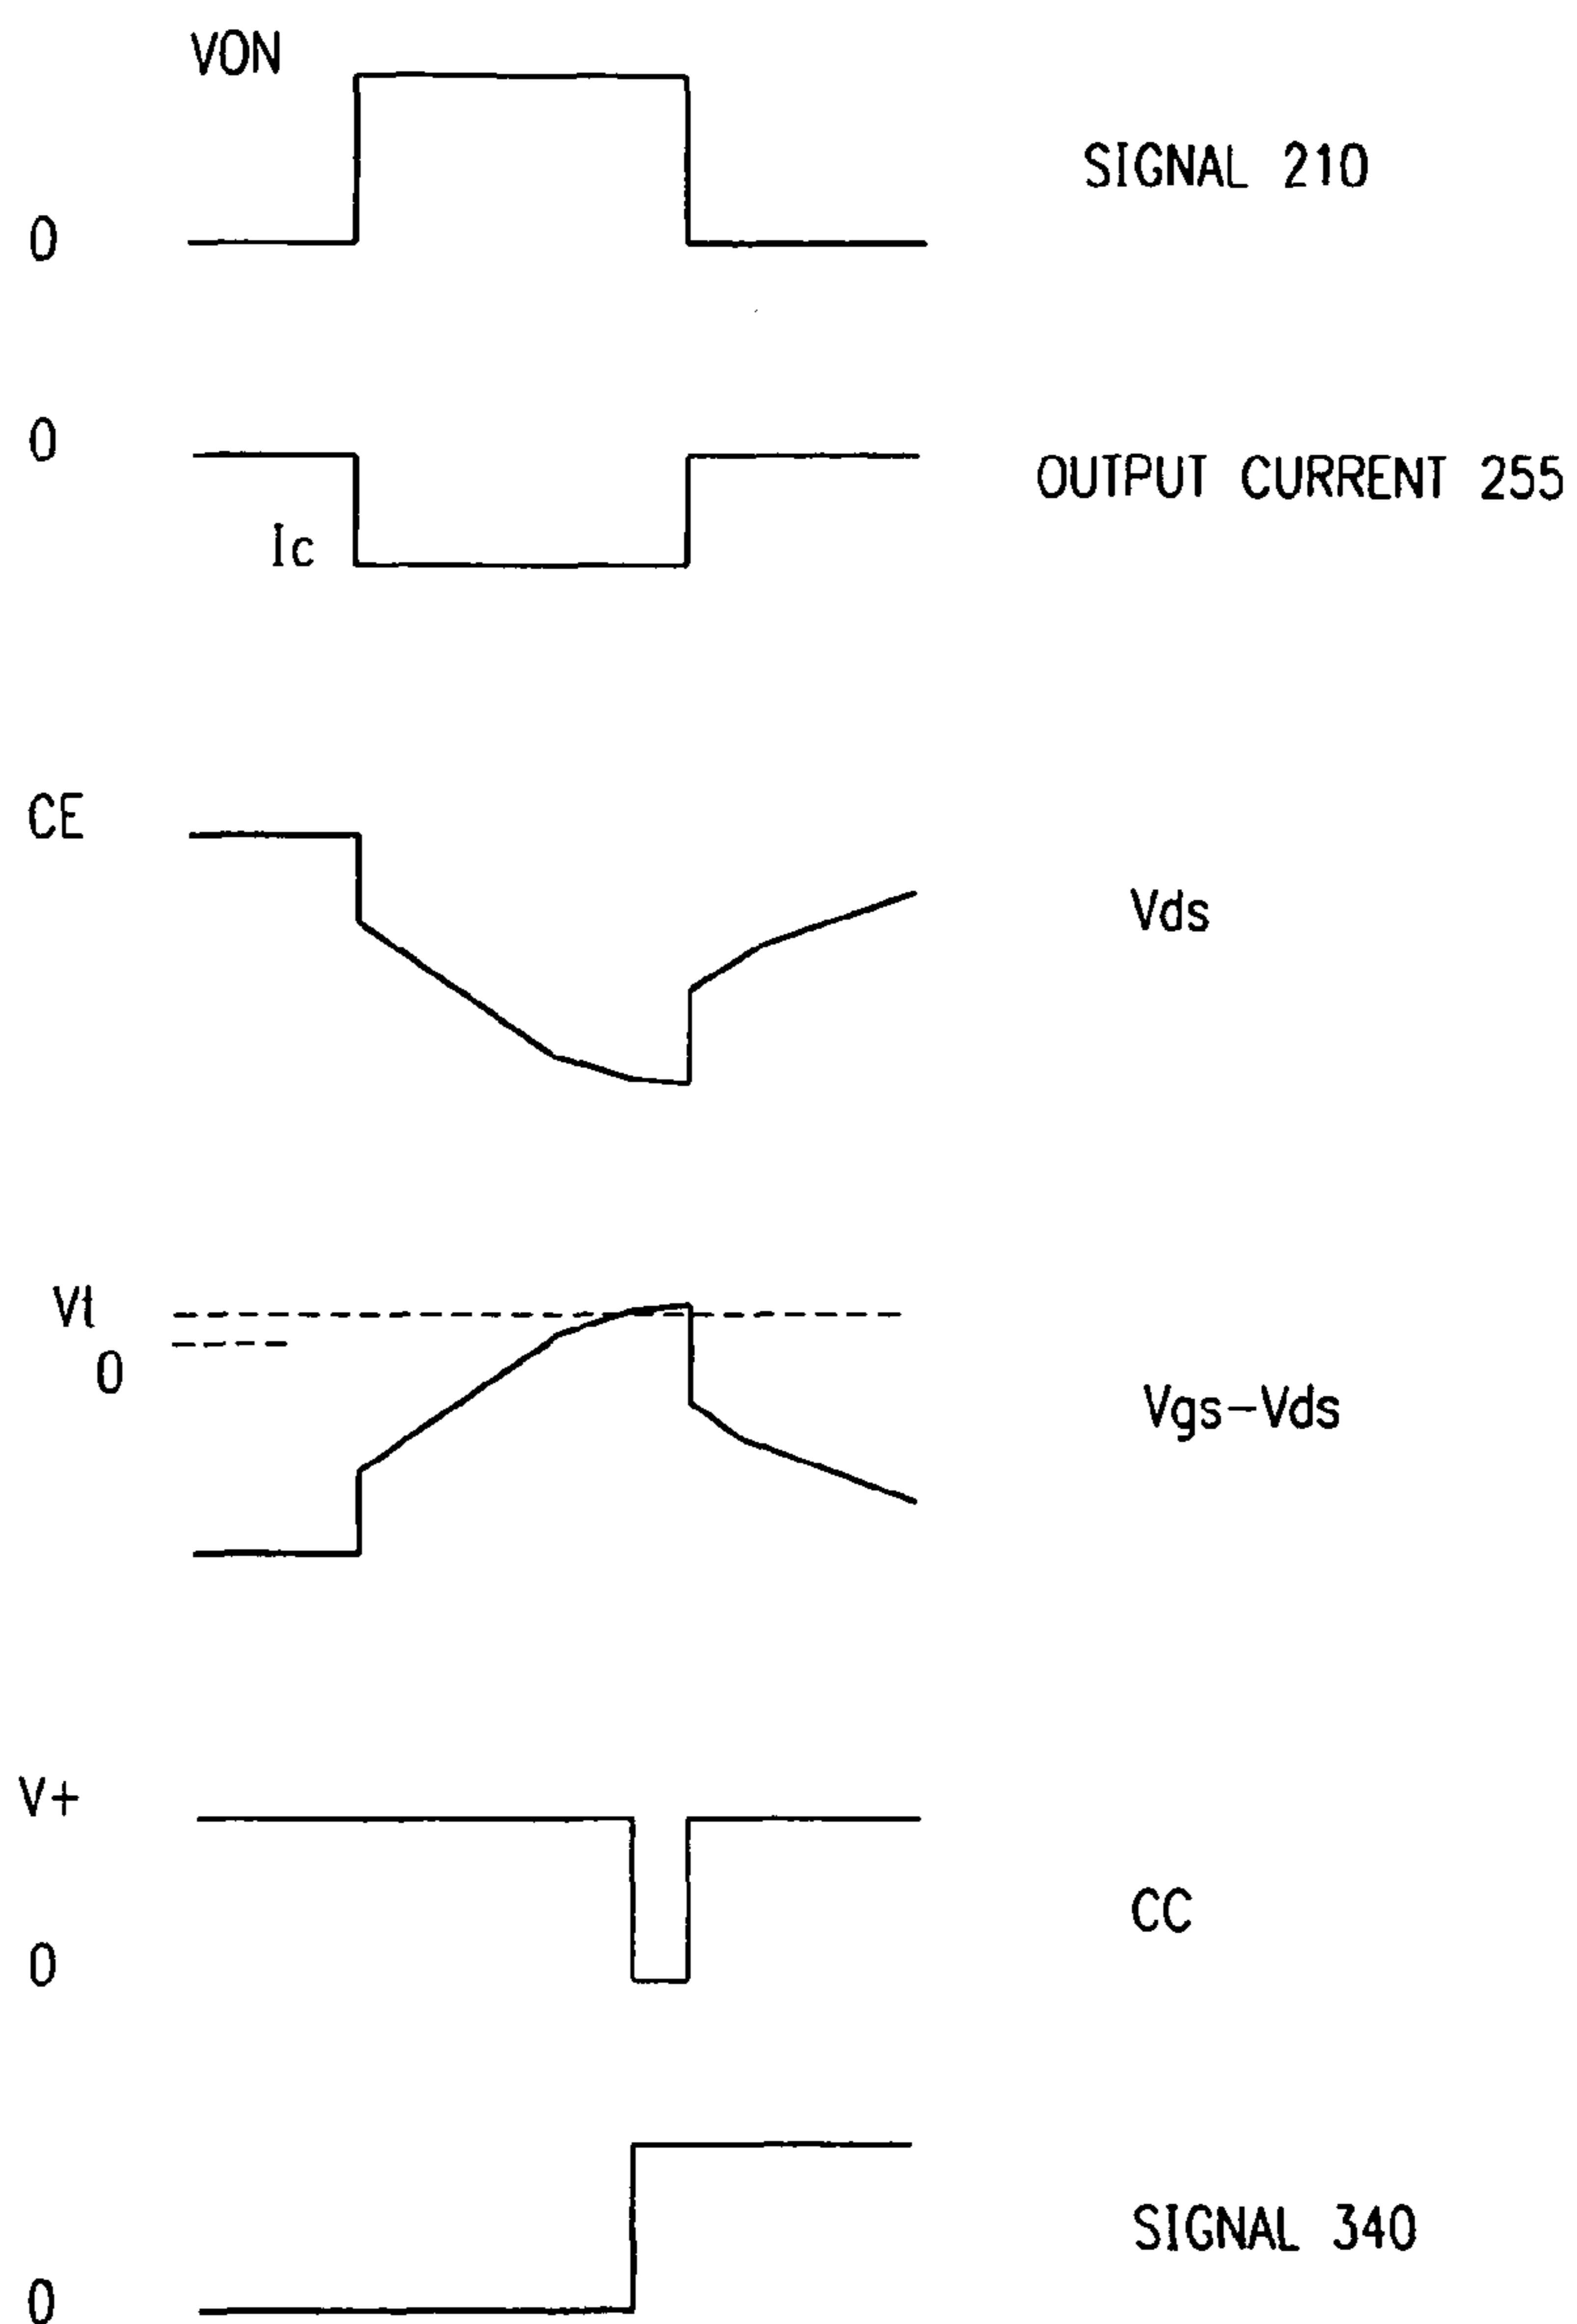 VON
SIGNAL 210
0
0
OUTPUT CURRENT 255
Ic
CE
Vds
Vt
0
Vgs-Vds
V+
CC
0
SIGNAL 340
0